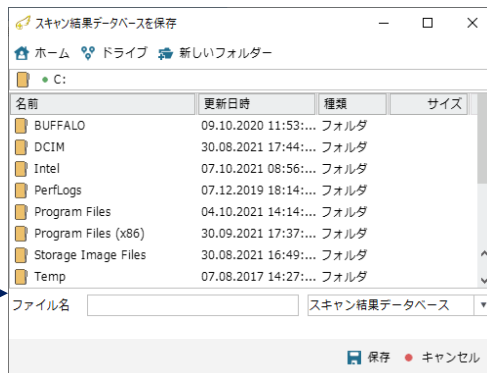 スキャン結果データベースを保存
ホーム ドライブ 新しいフォルダー
C:
名前 更新日時 種類 サイズ
BUFFALO 09.10.2020 11:53:... フォルダ
DCIM 30.08.2021 17:44:... フォルダ
Intel 07.10.2021 08:56:... フォルダ
PerfLogs 07.12.2019 18:14:... フォルダ
Program Files 04.10.2021 14:14:... フォルダ
Program Files (x86) 30.09.2021 17:37:... フォルダ
Storage Image Files 30.08.2021 16:49:... フォルダ
Temp 07.08.2017 14:27:... フォルダ
ファイル名 スキャン結果データベース
保存 キャンセル